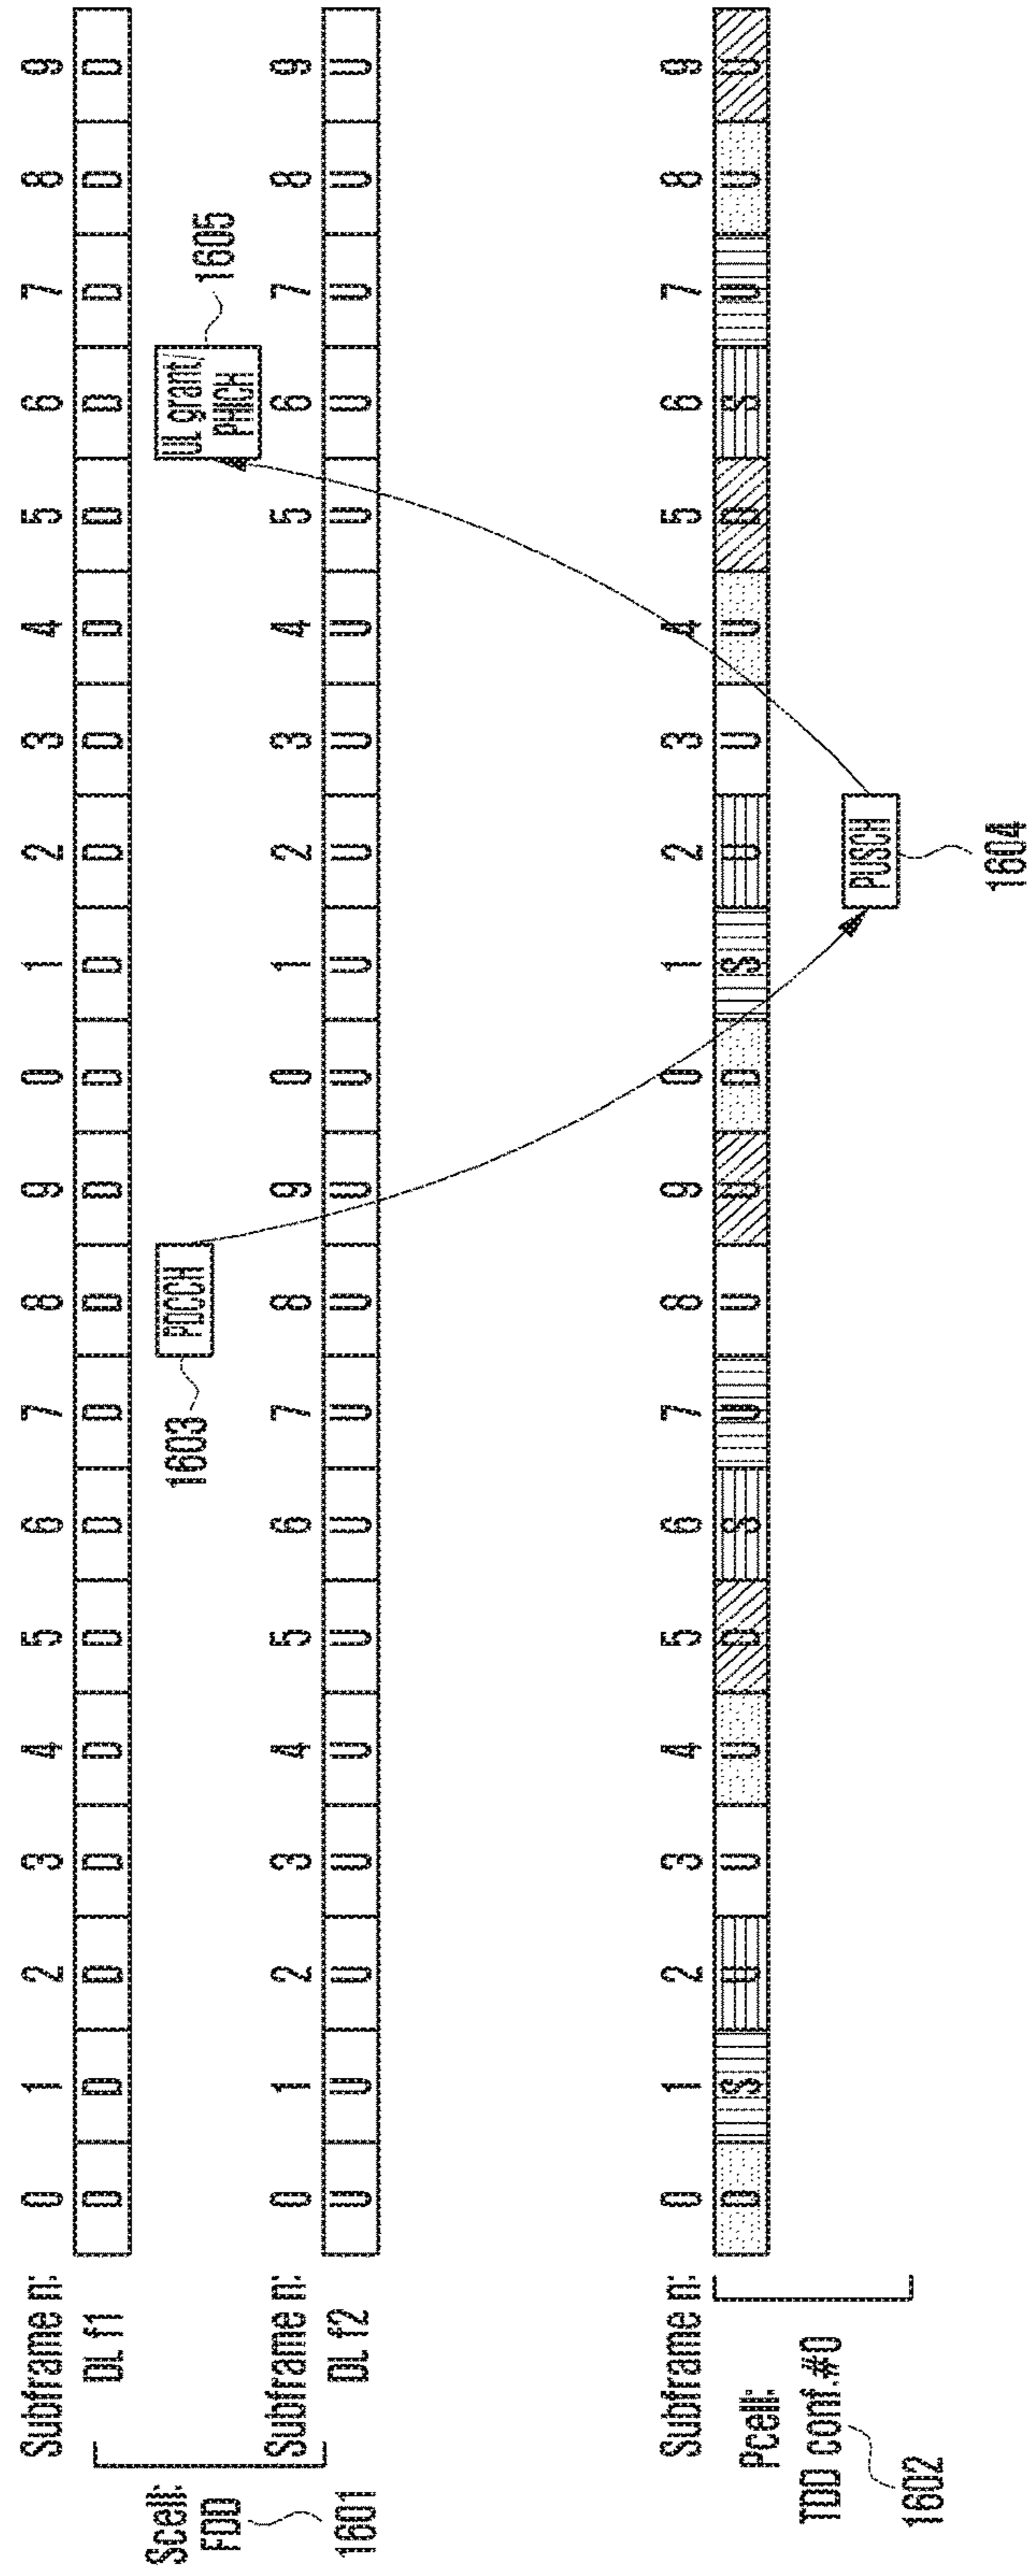 Subframe n: 0 1 2 3 4 5 6 7 8 9 0 1 2 3 4 5 6 7 8 9
DL f1 D D D D D D D D D D D D D D D D D D D D
Scell:
FDD
1601
1603
PDCCH
UL grant/
PHICH
1605
Subframe n: 0 1 2 3 4 5 6 7 8 9 0 1 2 3 4 5 6 7 8 9
DL f2 U U U U U U U U U U U U U U U U U U U U
Subframe n: 0 1 2 3 4 5 6 7 8 9 0 1 2 3 4 5 6 7 8 9
D S U U U D S U U U D S U U U D S U U U
Pcell:
TDD conf.#0
1602
PUSCH
1604